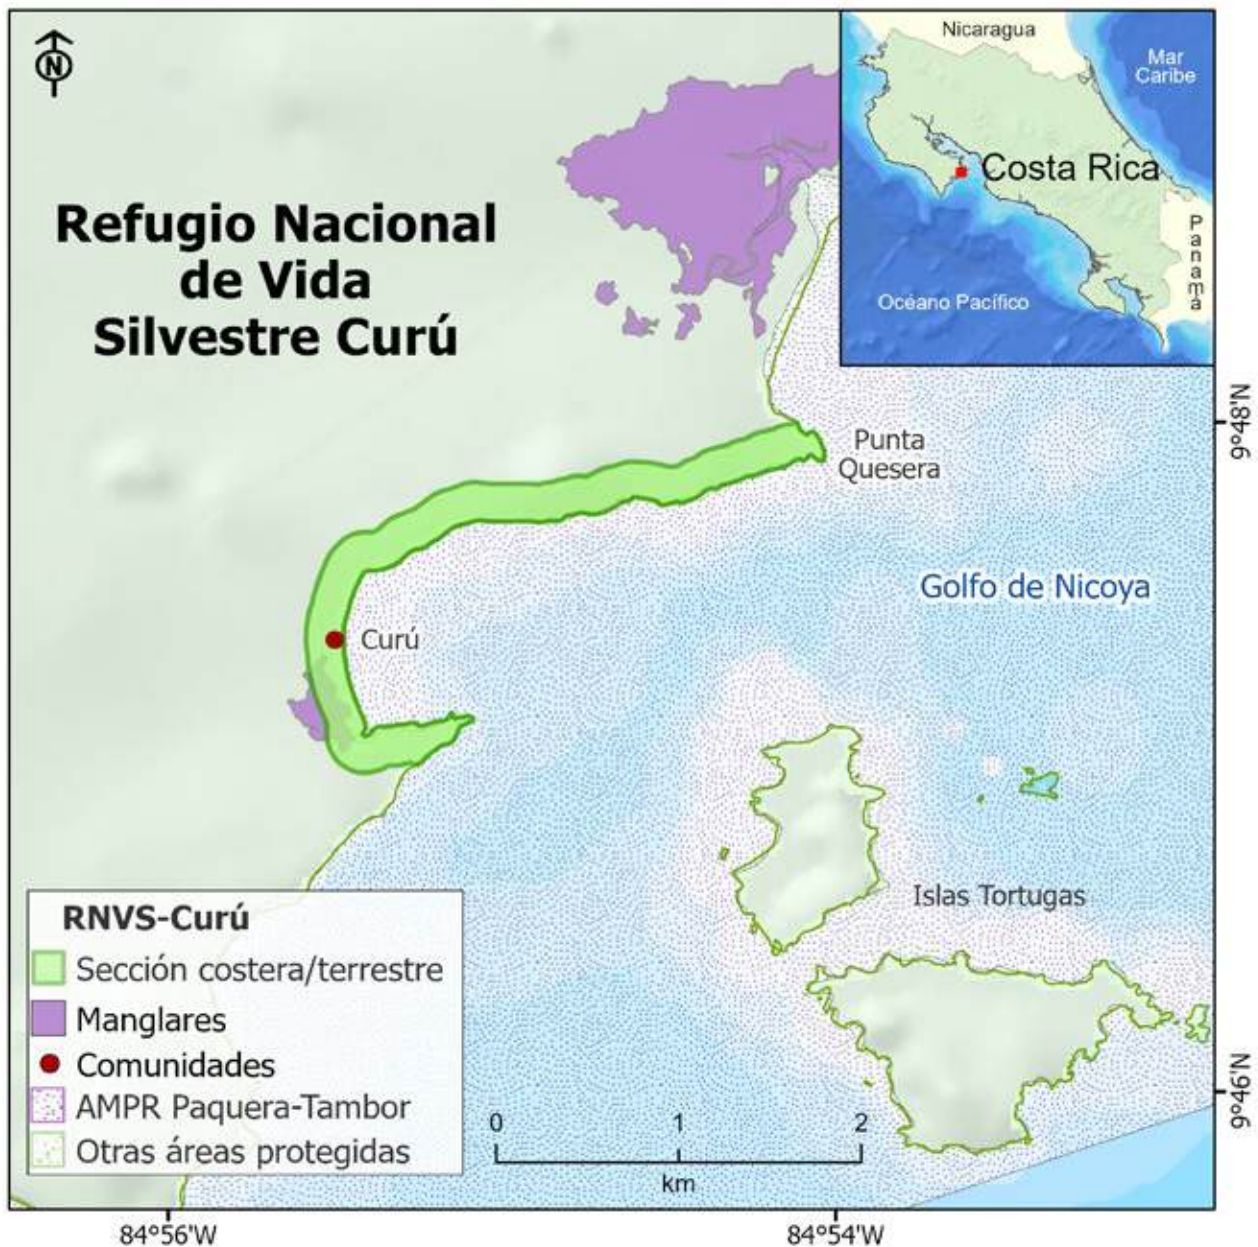 N
Nicaragua
Mar
Caribe
Costa Rica
Panamá
Océano Pacífico
Refugio Nacional
de Vida
Silvestre Curú
9°48'N
Punta
Quesera
Golfo de Nicoya
Curú
Islas Tortugas
RNVS-Curú
Sección costera/terrestre
Manglares
Comunidades
AMPR Paquera-Tambor
Otras áreas protegidas
0 1 2
km
9°46'N
84°56'W
84°54'W